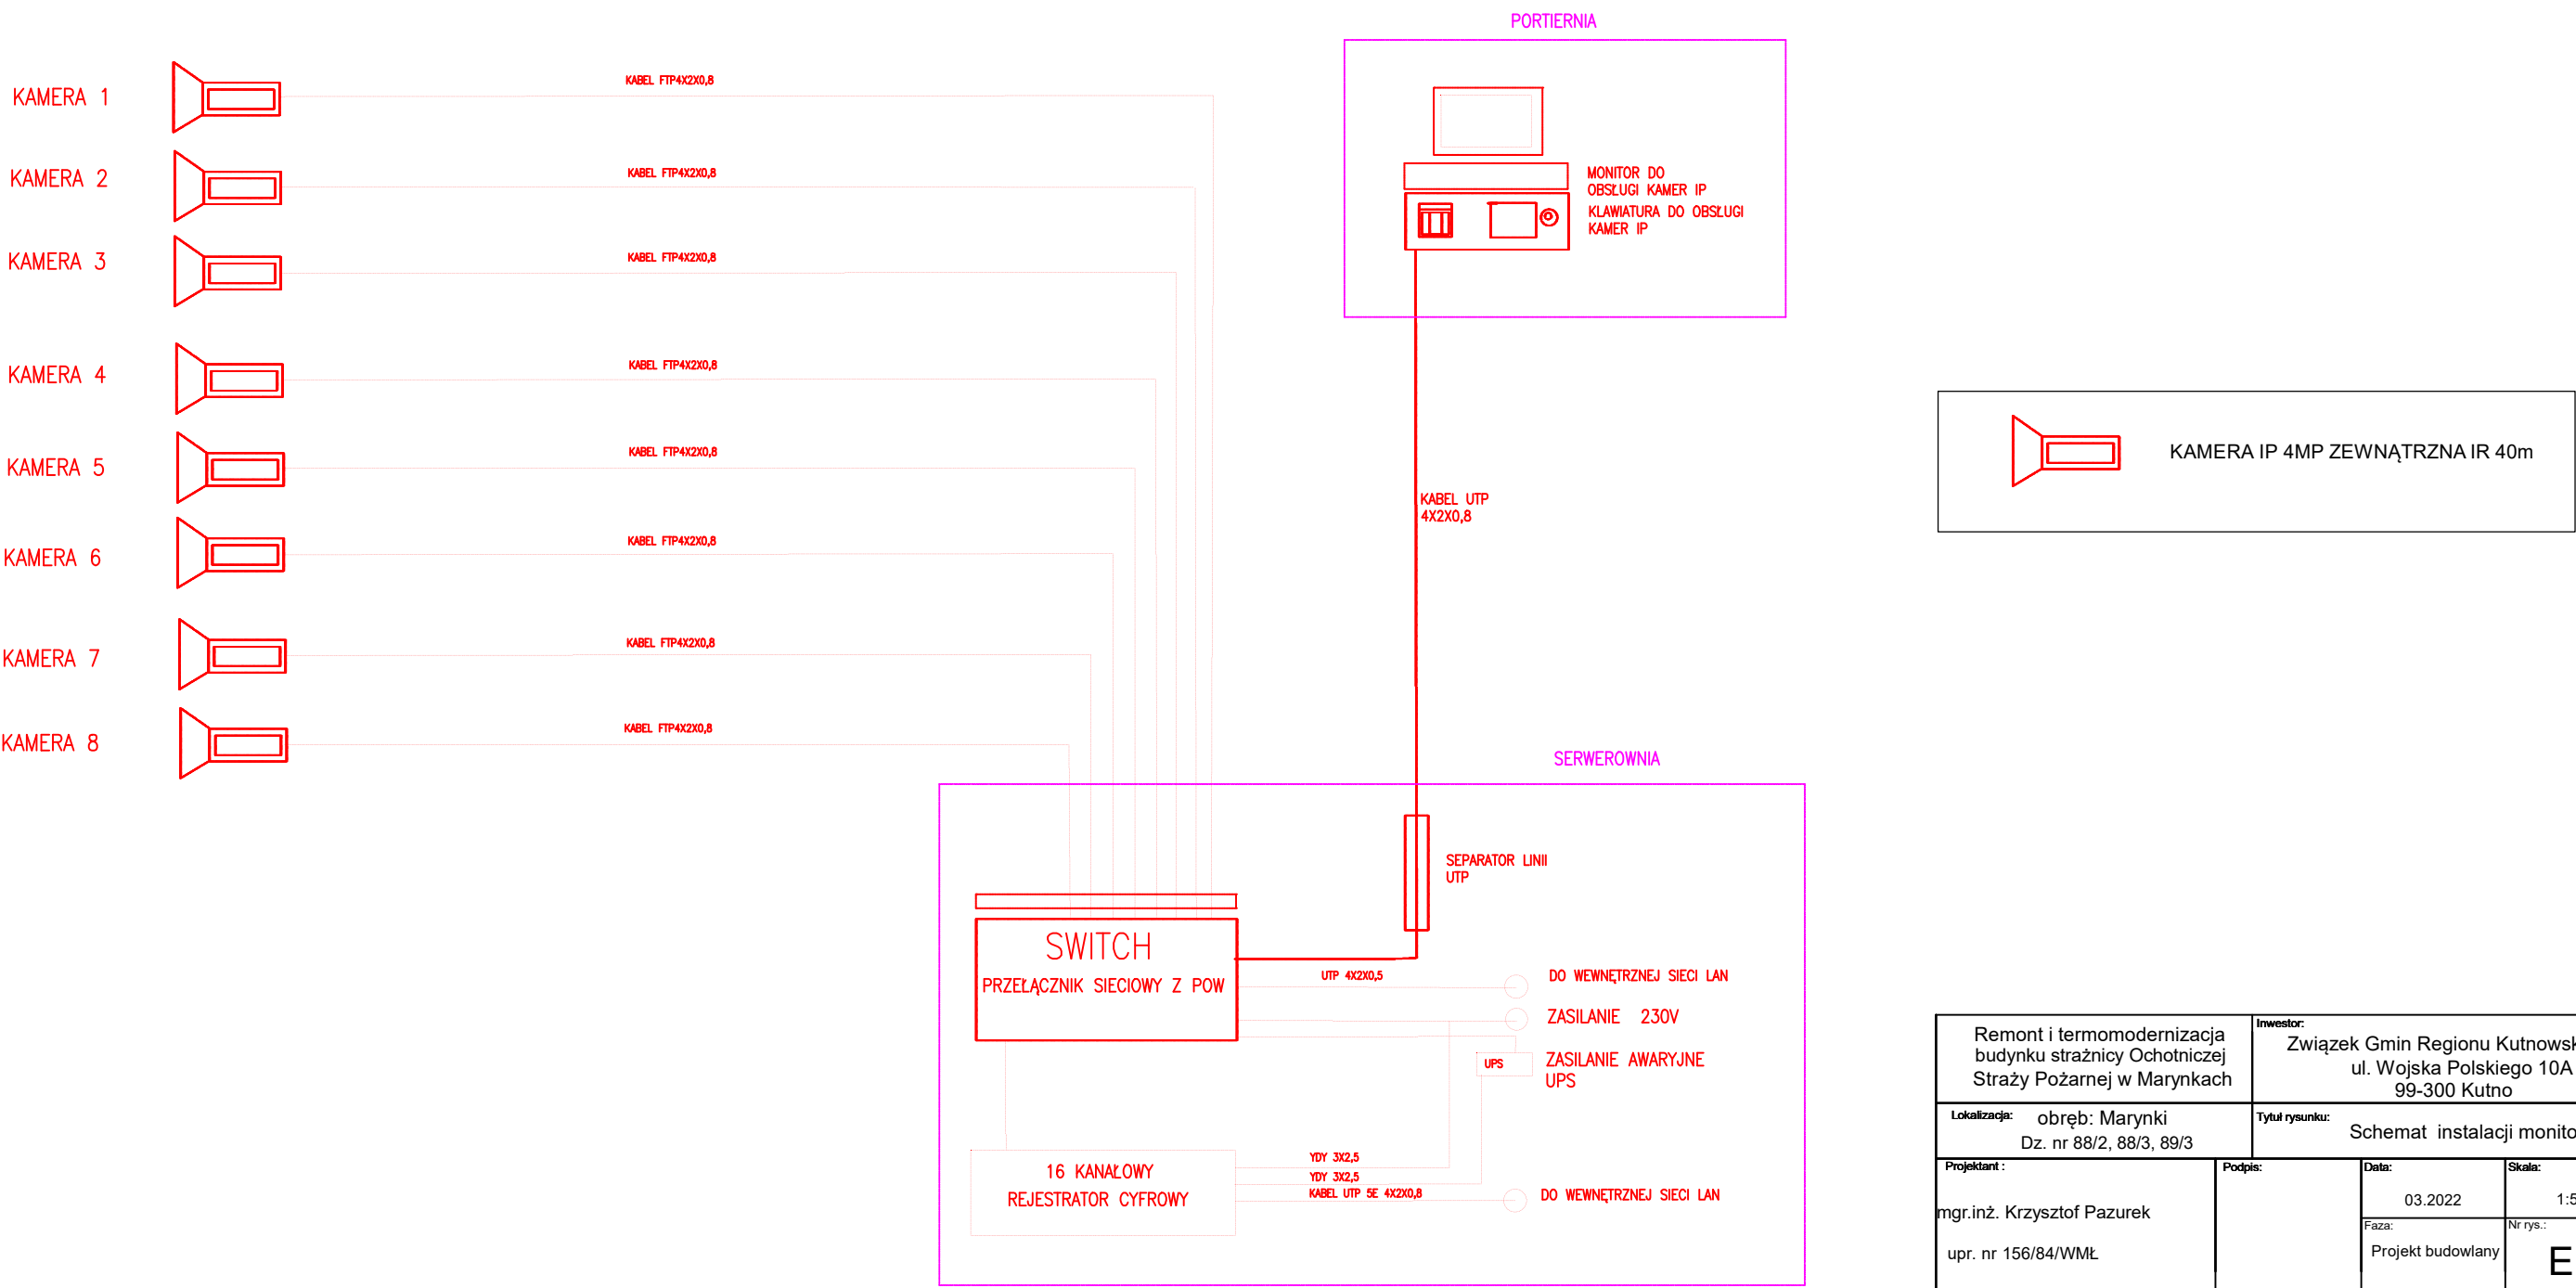 PORTIERNIA
KAMERA 1
KABEL FTP4X2X0,8
KAMERA 2
KABEL FTP4X2X0,8
MONITOR DO
OBSŁUGI KAMER IP
KLAWIATURA DO OBSŁUGI
KAMER IP
KAMERA 3
KABEL FTP4X2X0,8
KAMERA 4
KABEL FTP4X2X0,8
KAMERA 5
KABEL FTP4X2X0,8
KAMERA 6
KABEL FTP4X2X0,8
KAMERA 7
KABEL FTP4X2X0,8
KAMERA 8
KABEL FTP4X2X0,8
KABEL UTP
4X2X0,8
KAMERA IP 4MP ZEWNĄTRZNA IR 40m
SERWEROWNIA
SEPARATOR LINII
UTP
SWITCH
PRZEŁĄCZNIK SIECIOWY Z POW
UTP 4X2X0,5
DO WEWNĘTRZNEJ SIECI LAN
ZASILANIE 230V
UPS
ZASILANIE AWARYJNE
UPS
16 KANAŁOWY
REJESTRATOR CYFROWY
YDY 3X2,5
YDY 3X2,5
KABEL UTP 5E 4X2X0,8
DO WEWNĘTRZNEJ SIECI LAN
Remont i termomodernizacja
budynku strażnicy Ochotniczej
Straży Pożarnej w Marynkach
Inwestor:
Związek Gmin Regionu
ul. Wojska Polskiego 10A
99-300 Kutno
Lokalizacja: obręb: Marynki
Dz. nr 88/2, 88/3, 89/3
Tytuł rysunku:
Schemat instalacji
Projektant :
mgr.inż. Krzysztof Pazurek
upr. nr 156/84/WMŁ
Podpis:
Data:
03.2022
Skala:
Faza:
Projekt budowlany
Nr rys.:
E